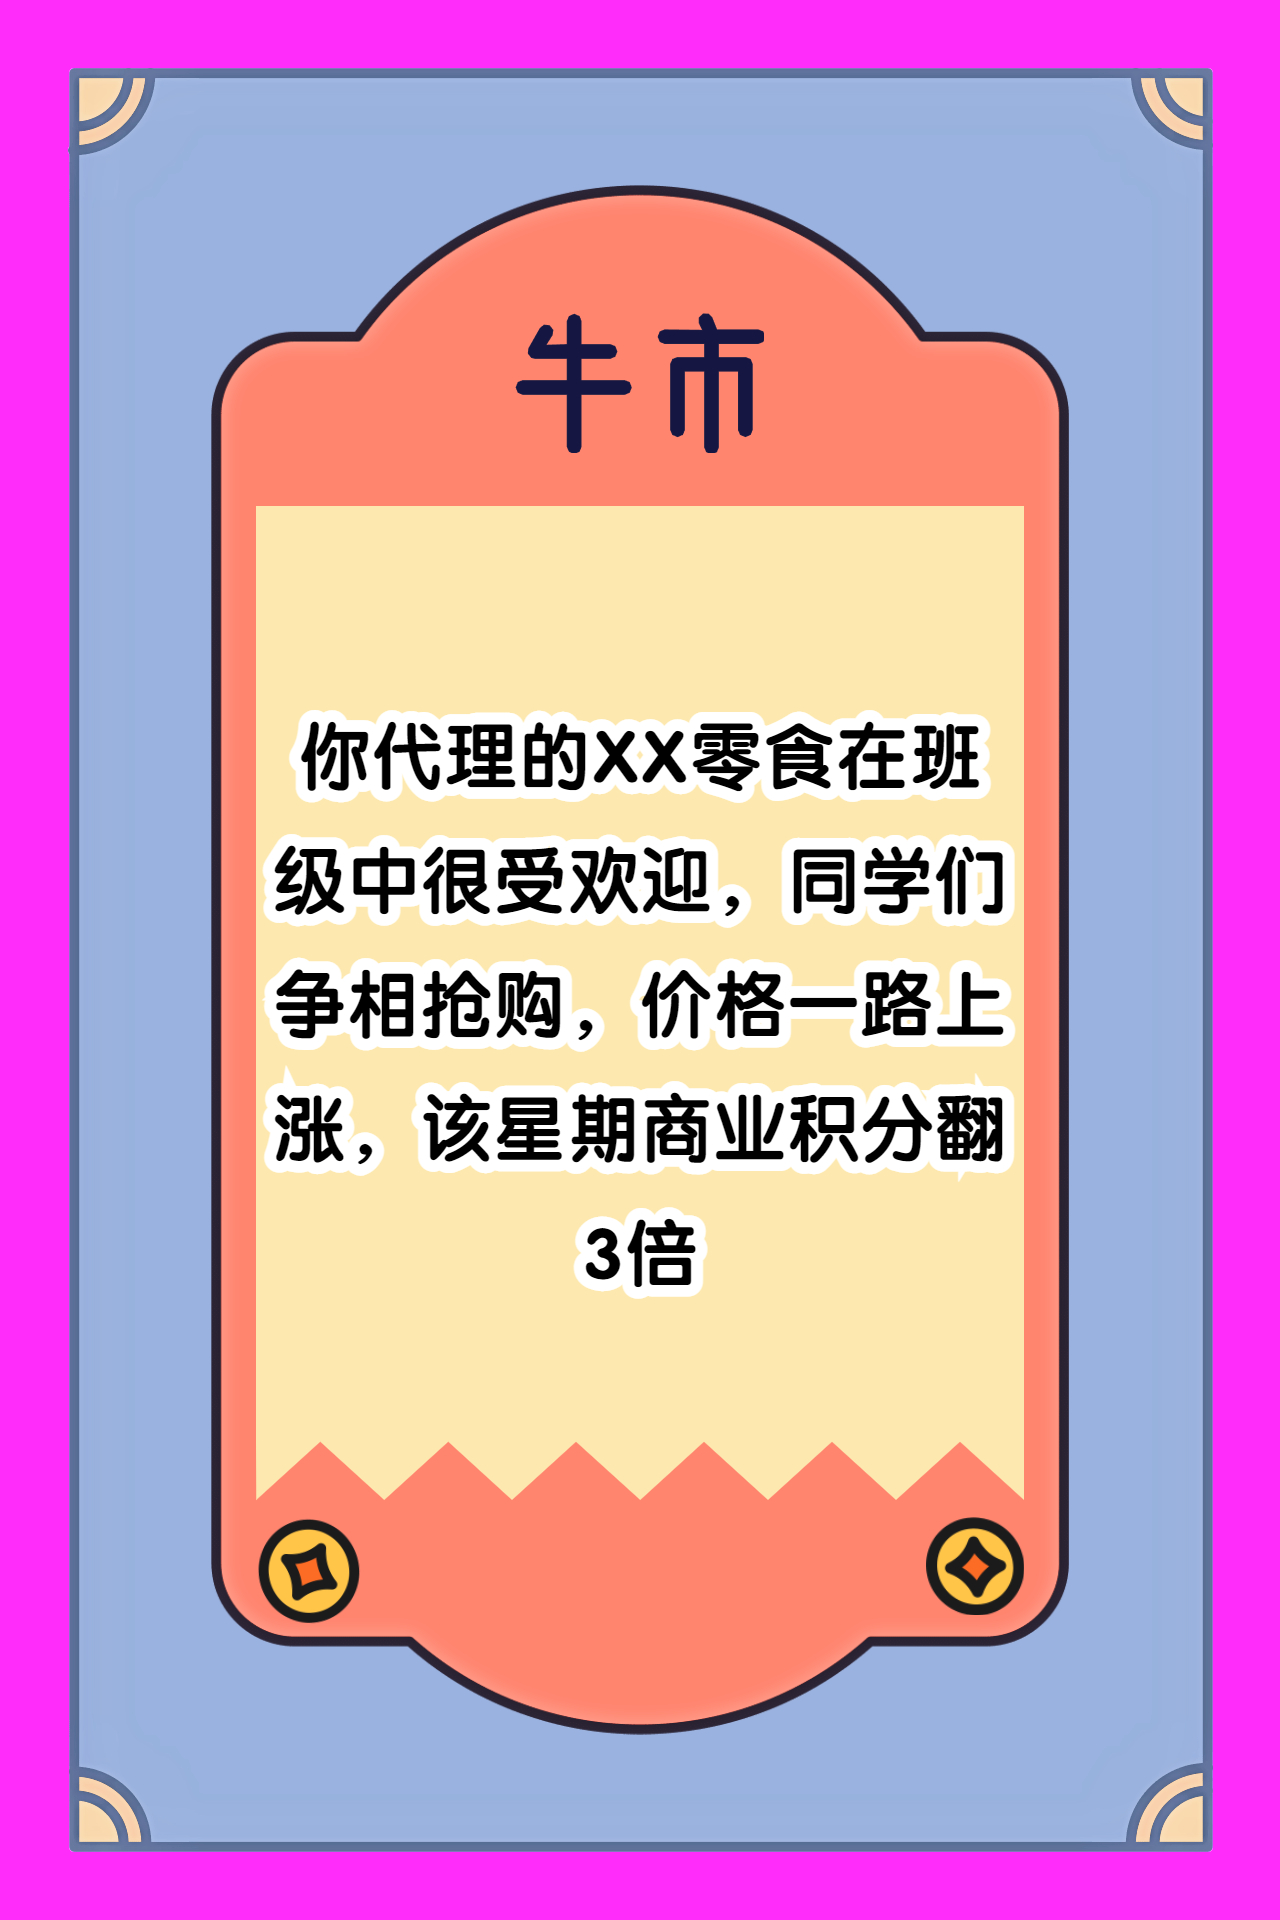 牛市
你代理的XX零食在班
级中很受欢迎，同学们
争相抢购，价格一路上
涨，该星期商业积分翻
3倍